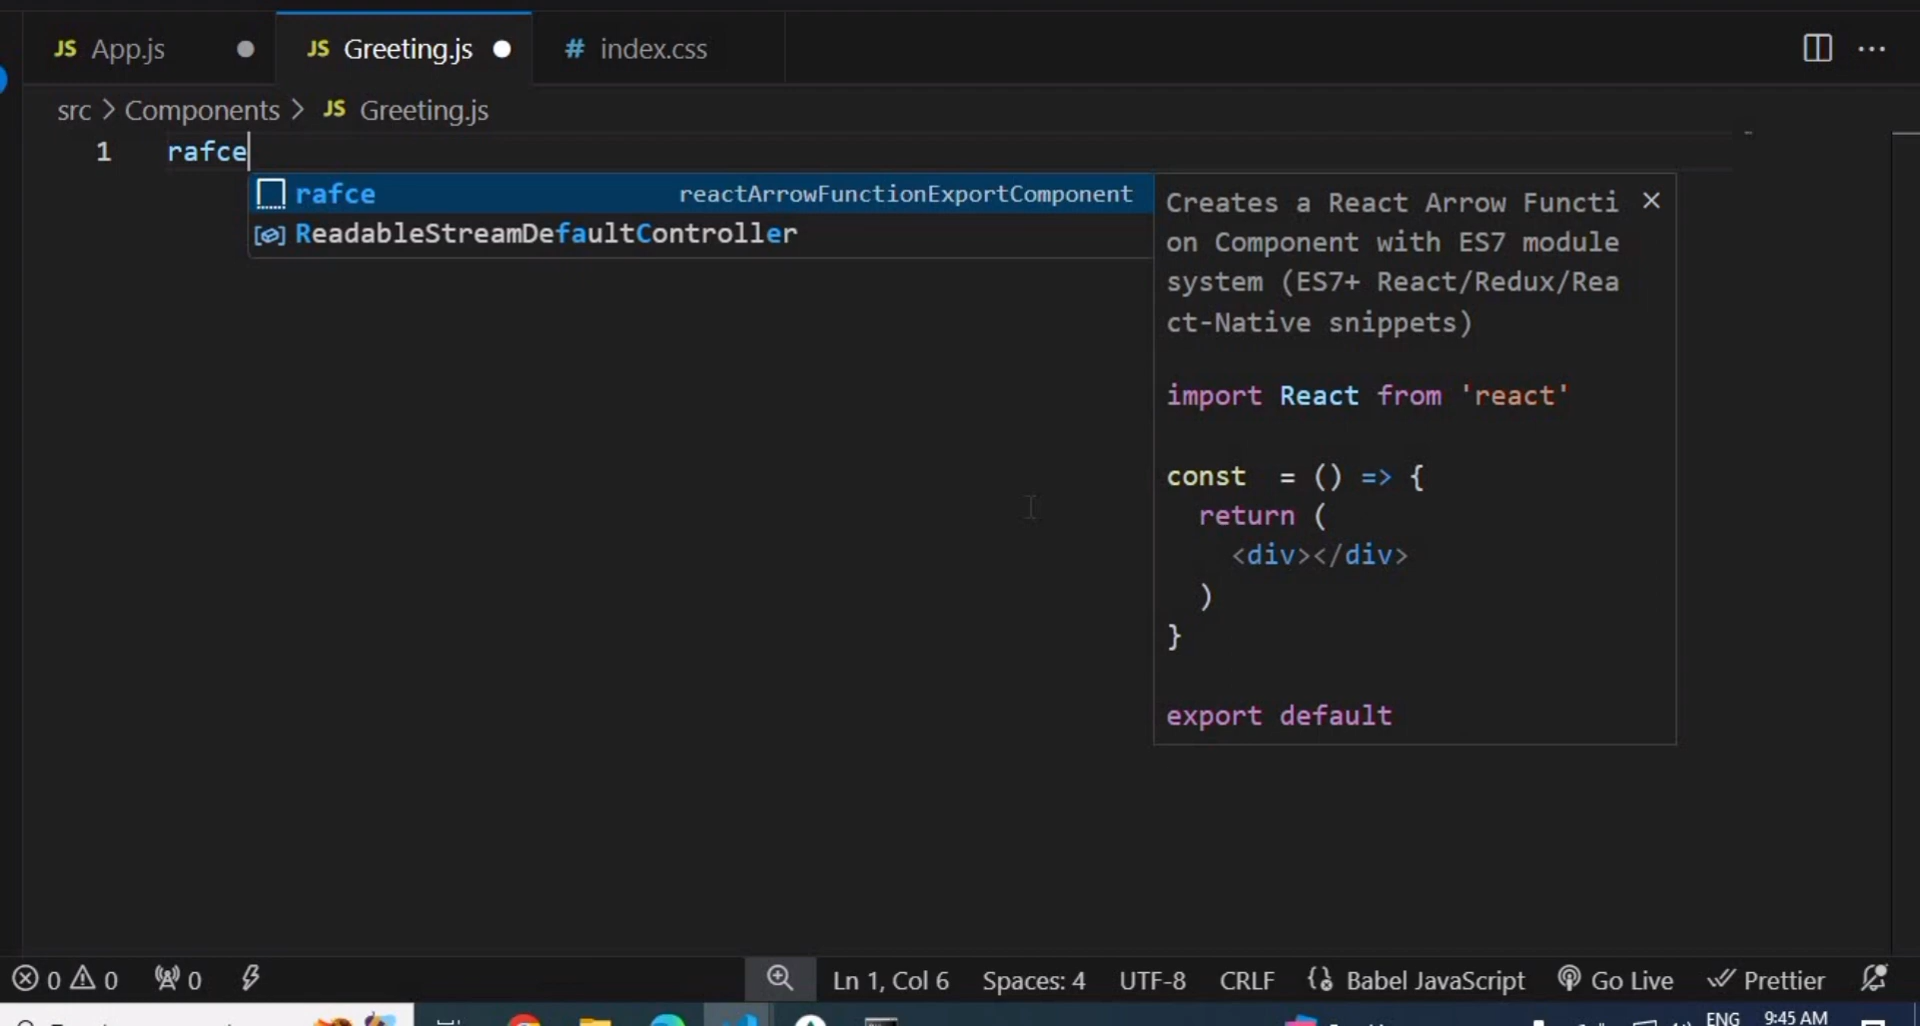 JS App.js JS Greeting.js # index.css
src > Components > JS Greeting.js
1 rafce
rafce reactArrowFunctionExportComponent
ReadableStreamDefaultController
Creates a React Arrow Functi
on Component with ES7 module
system (ES7+ React/Redux/Rea
ct-Native snippets)
import React from 'react'
const  = () => {
return (
<div></div>
)
}
export default
0 0 0 Ln 1, Col 6 Spaces: 4 UTF-8 CRLF Babel JavaScript Go Live Prettier
ENG 9:45 AM